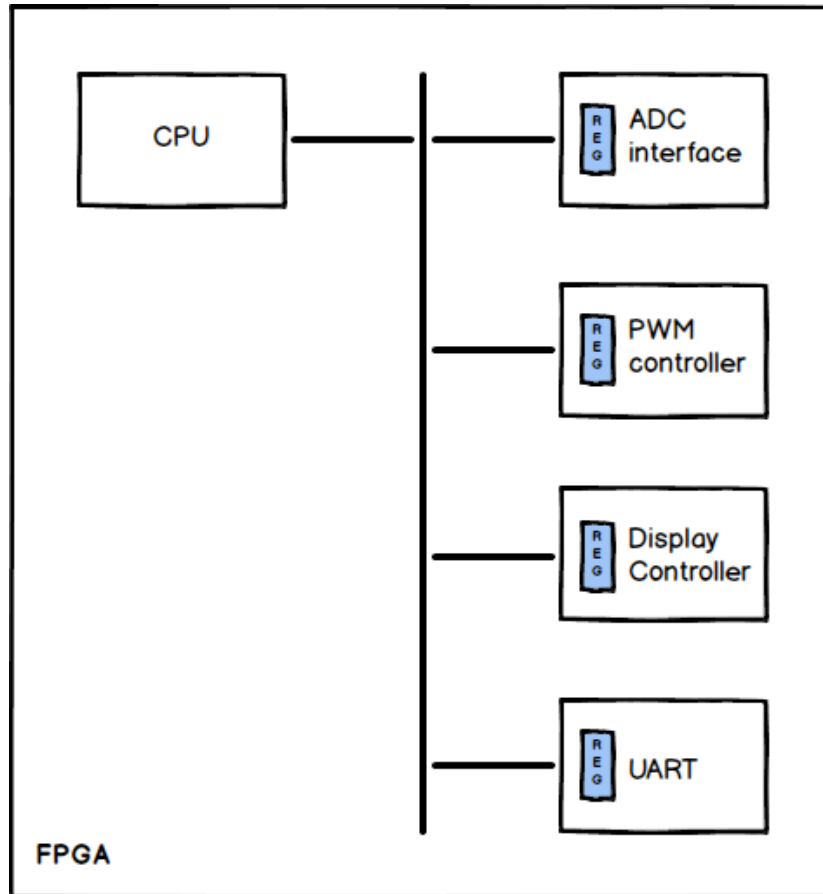 CPU
R
E
G
ADC
interface
R
E
G
PWM
controller
R
E
G
Display
Controller
R
E
G
UART
FPGA